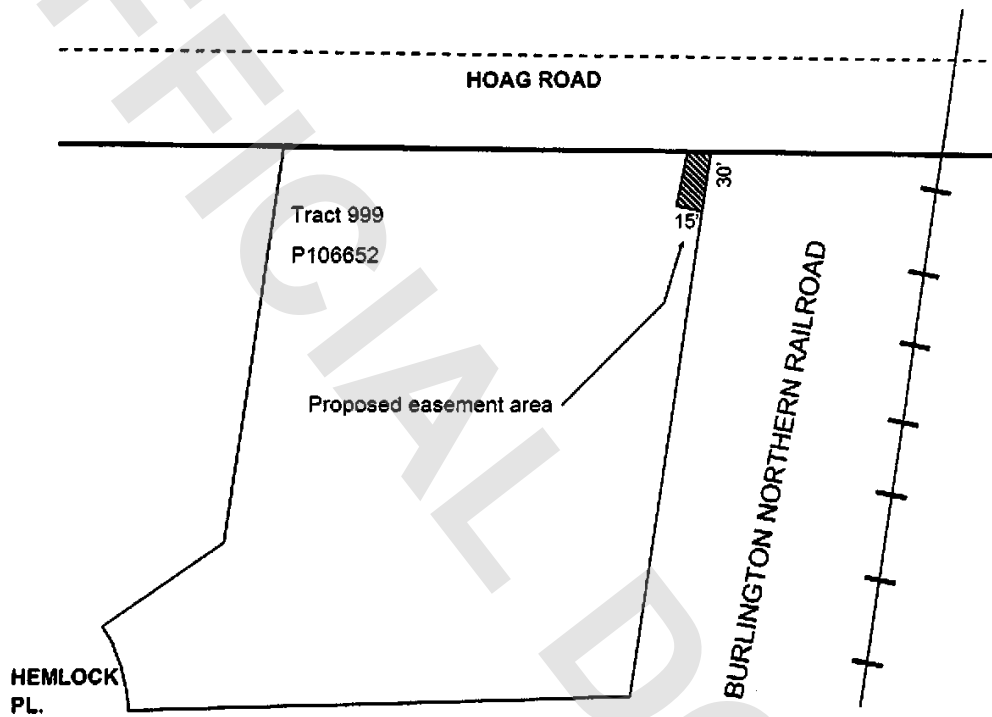 HOAG ROAD
30'
Tract 999
15'
P106652
Proposed easement area
BURLINGTON NORTHERN RAILROAD
HEMLOCK
PL.